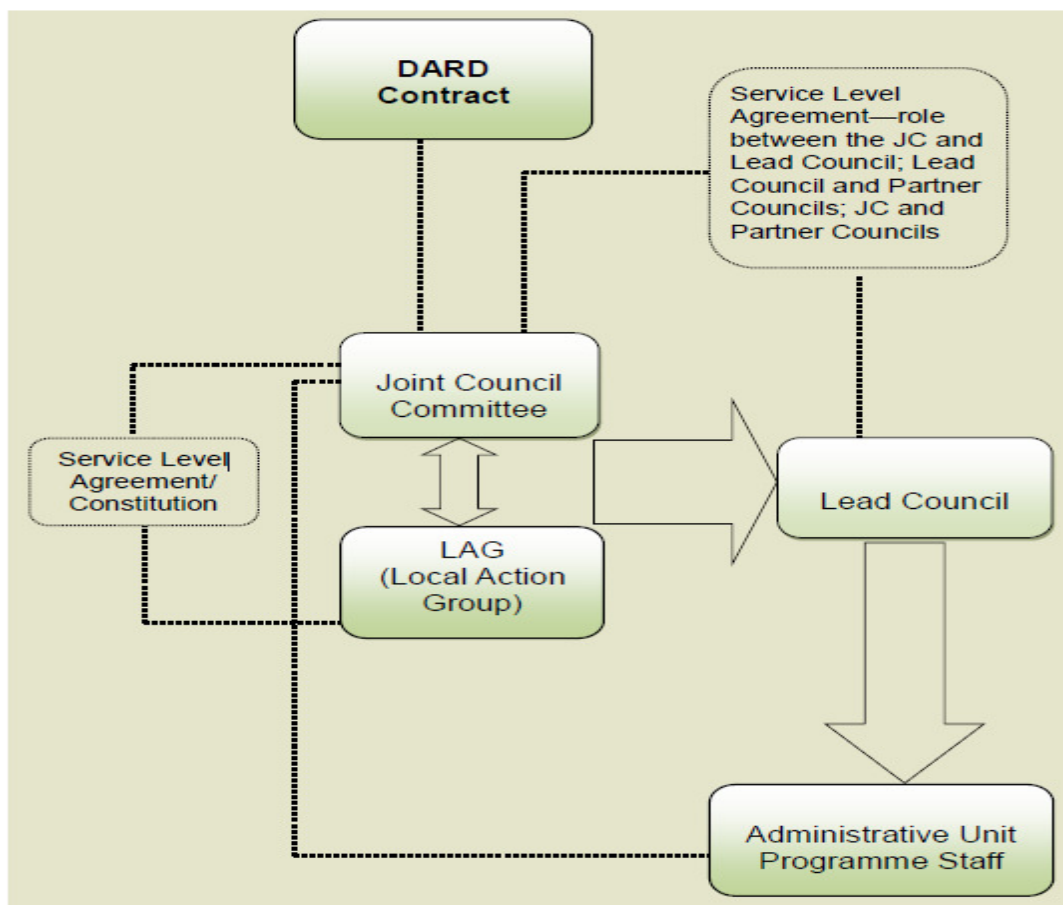 DARD
Contract
Service Level
Agreement—role
between the JC and
Lead Council; Lead
Council and Partner
Councils; JC and
Partner Councils
Joint Council
Committee
Service Level
Agreement/
Constitution
Lead Council
LAG
(Local Action
Group)
Administrative Unit
Programme Staff